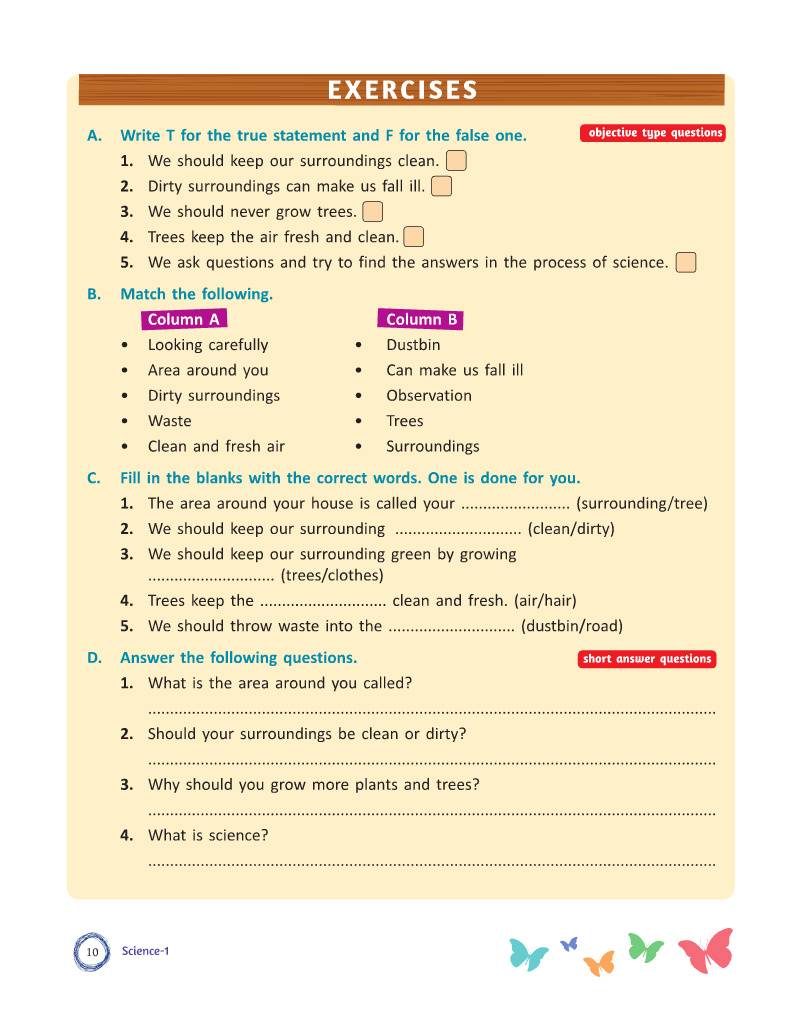 EXERCISES
A. Write T for the true statement and F for the false one. objective type questions
1. We should keep our surroundings clean.
2. Dirty surroundings can make us fall ill.
3. We should never grow trees.
4. Trees keep the air fresh and clean.
5. We ask questions and try to find the answers in the process of science.
B. Match the following.
Column A Column B
• Looking carefully • Dustbin
• Area around you • Can make us fall ill
• Dirty surroundings • Observation
• Waste • Trees
• Clean and fresh air • Surroundings
C. Fill in the blanks with the correct words. One is done for you.
1. The area around your house is called your ......................... (surrounding/tree)
2. We should keep our surrounding ............................. (clean/dirty)
3. We should keep our surrounding green by growing
............................. (trees/clothes)
4. Trees keep the ............................. clean and fresh. (air/hair)
5. We should throw waste into the ............................. (dustbin/road)
D. Answer the following questions. short answer questions
1. What is the area around you called?
..................................................................................................................................
2. Should your surroundings be clean or dirty?
..................................................................................................................................
3. Why should you grow more plants and trees?
..................................................................................................................................
4. What is science?
..................................................................................................................................
10 Science-1